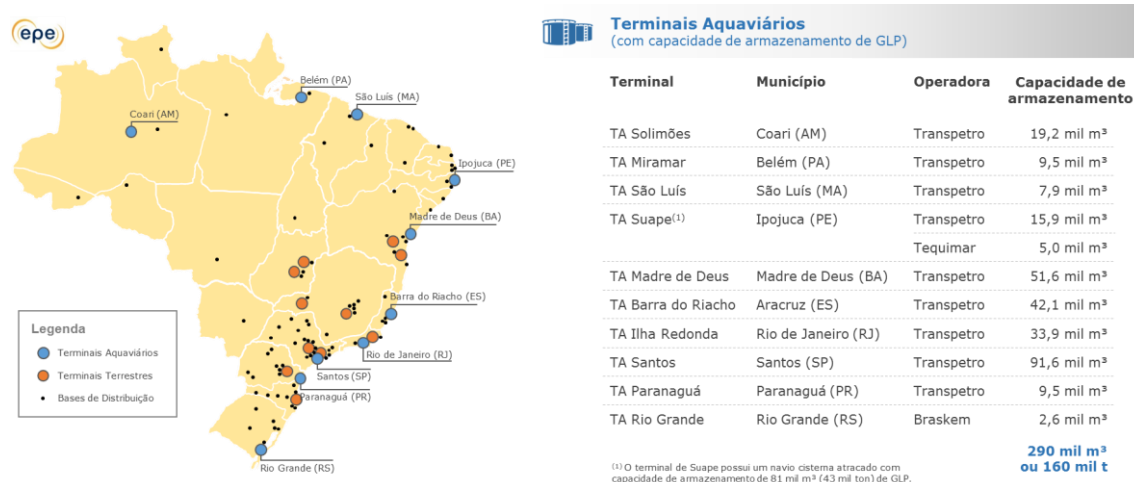 epe
Belém (PA)
São Luís (MA)
Coari (AM)
Ipojuca (PE)
Madre de Deus (BA)
Barra do Riacho (ES)
Rio de Janeiro (RJ)
Santos (SP)
Paranaguá (PR)
Rio Grande (RS)
Legenda
Terminais Aquaviários
Terminais Terrestres
Bases de Distribuição
Terminais Aquaviários
(com capacidade de armazenamento de GLP)
Terminal Município Operadora Capacidade de
armazenamento
TA Solimões Coari (AM) Transpetro 19,2 mil m³
TA Miramar Belém (PA) Transpetro 9,5 mil m³
TA São Luís São Luís (MA) Transpetro 7,9 mil m³
TA Suape⁽¹⁾ Ipojuca (PE) Transpetro 15,9 mil m³
Tequimar 5,0 mil m³
TA Madre de Deus Madre de Deus (BA) Transpetro 51,6 mil m³
TA Barra do Riacho Aracruz (ES) Transpetro 42,1 mil m³
TA Ilha Redonda Rio de Janeiro (RJ) Transpetro 33,9 mil m³
TA Santos Santos (SP) Transpetro 91,6 mil m³
TA Paranaguá Paranaguá (PR) Transpetro 9,5 mil m³
TA Rio Grande Rio Grande (RS) Braskem 2,6 mil m³
290 mil m³
ou 160 mil t
⁽¹⁾ O terminal de Suape possui um navio cisterna atracado com
capacidade de armazenamento de 81 mil m³ (43 mil ton) de GLP.